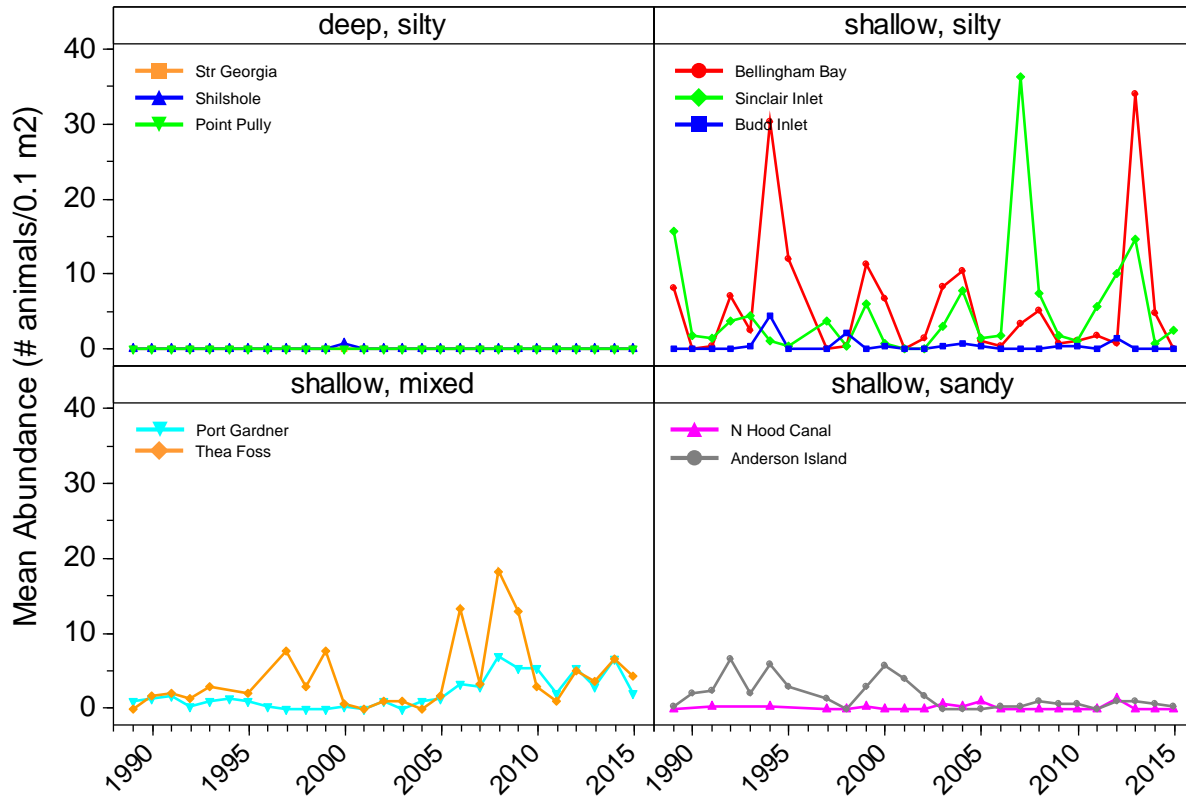 deep, silty
shallow, silty
40
30
20
10
0
Str Georgia
Shilshole
Point Pully
Bellingham Bay
Sinclair Inlet
Budd Inlet
Mean Abundance (# animals/0.1 m2)
shallow, mixed
shallow, sandy
40
30
20
10
0
Port Gardner
Thea Foss
N Hood Canal
Anderson Island
1990
1995
2000
2005
2010
2015
1990
1995
2000
2005
2010
2015